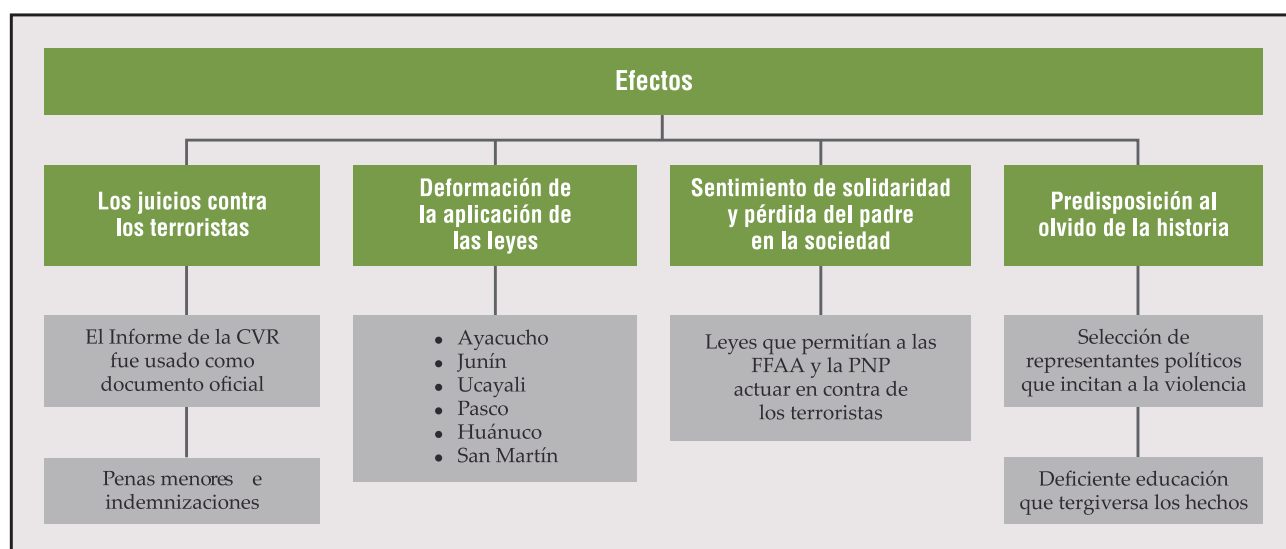 Efectos
Los juicios contra
los terroristas
El Informe de la CVR
fue usado como
documento oficial
Penas menores e
indemnizaciones
Deformación de
la aplicación de
las leyes
• Ayacucho
• Junín
• Ucayali
• Pasco
• Huánuco
• San Martín
Sentimiento de solidaridad
y pérdida del padre
en la sociedad
Leyes que permitían a las
FFAA y la PNP
actuar en contra de
los terroristas
Predisposición al
olvido de la historia
Selección de
representantes políticos
que incitan a la violencia
Deficiente educación
que tergiversa los hechos